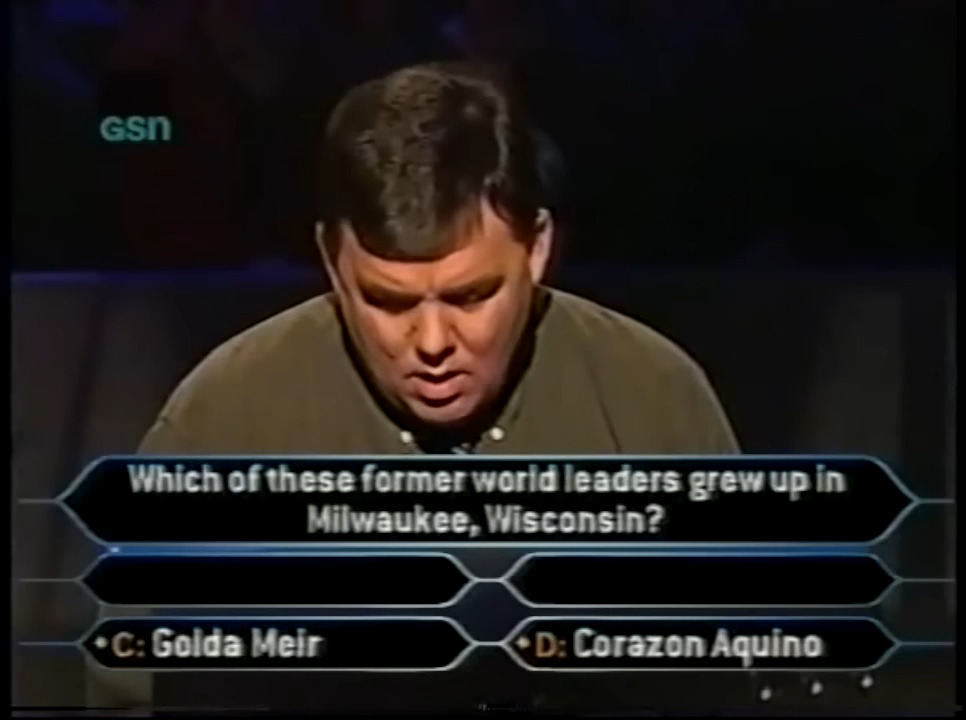 GSN
Which of these former world leaders grew up in
Milwaukee, Wisconsin?
C: Golda Meir
D: Corazon Aquino